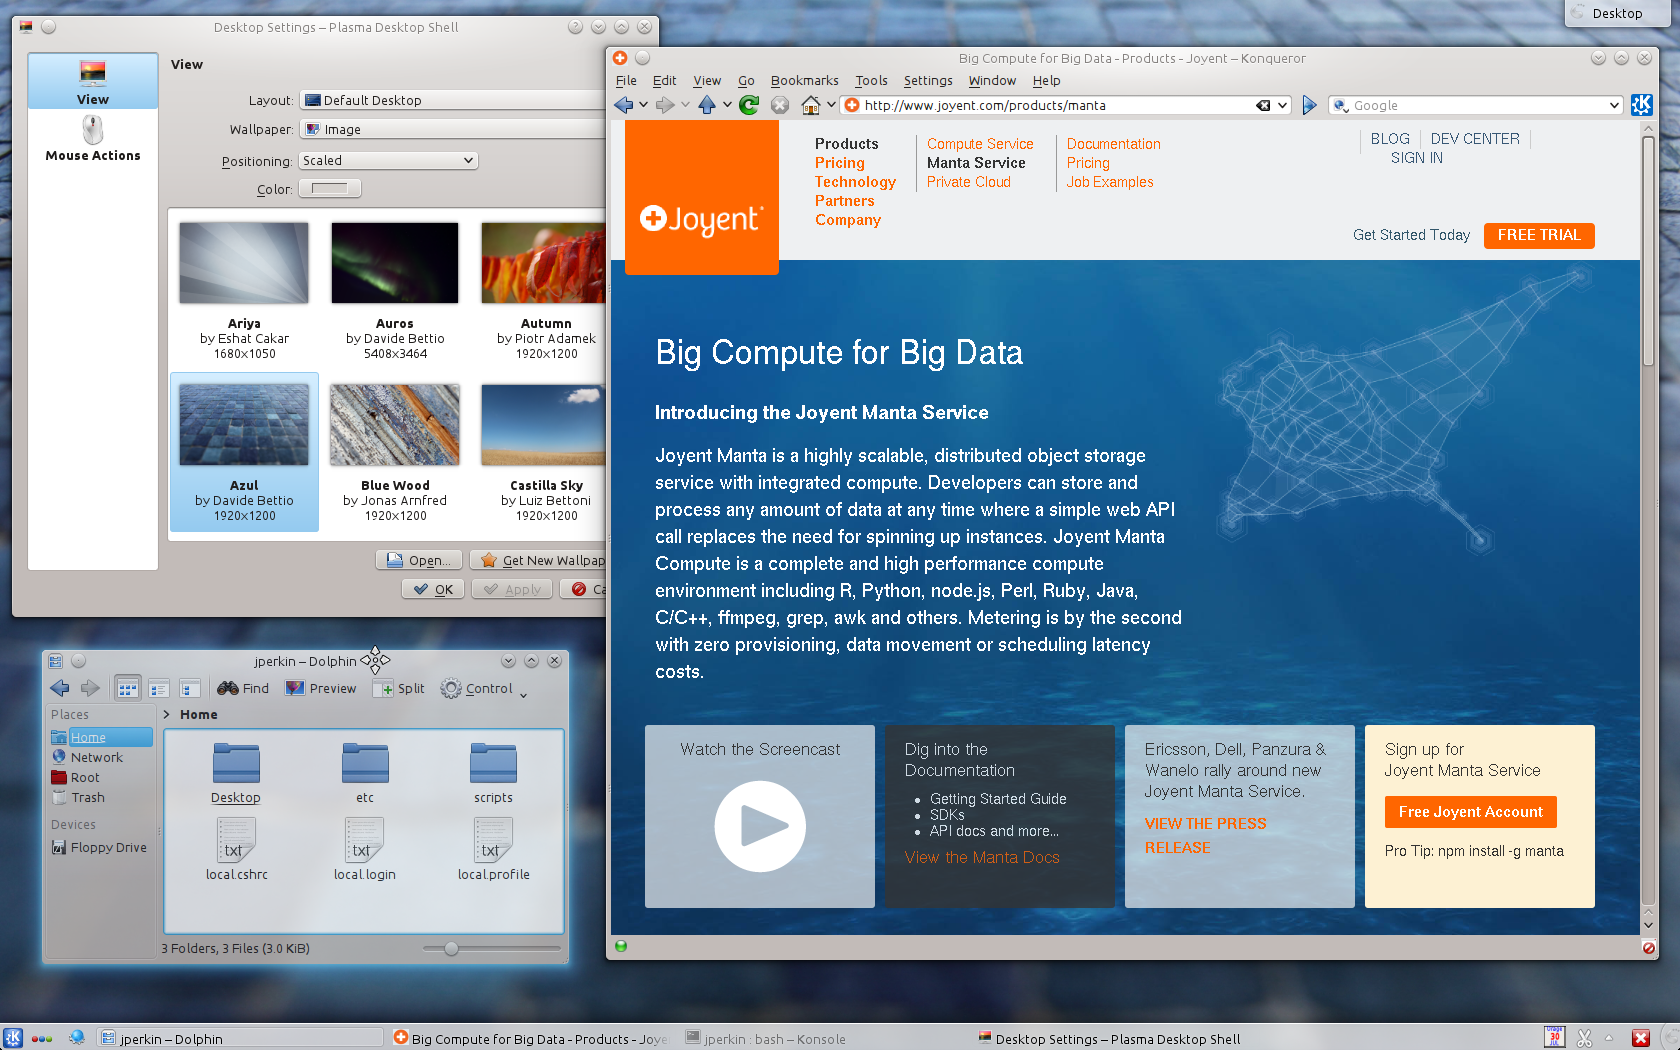 Desktop
Desktop Settings – Plasma Desktop Shell
View
Mouse Actions
View
Layout:
Default Desktop
Wallpaper:
Image
Positioning:
Scaled
Color:
Ariya
by Eshat Cakar
1680x1050
Auros
by Davide Bettio
5408x3464
Autumn
by Piotr Adamek
1920x1200
Azul
by Davide Bettio
1920x1200
Blue Wood
by Jonas Arnfred
1920x1200
Castilla Sky
by Luiz Bettoni
1920x1200
Open...
Get New Wallpap
OK
Apply
Ca
Big Compute for Big Data - Products - Joyent – Konqueror
File Edit View Go Bookmarks Tools Settings Window Help
http://www.joyent.com/products/manta
Google
Joyent
Products
Pricing
Technology
Partners
Company
Compute Service
Manta Service
Private Cloud
Documentation
Pricing
Job Examples
BLOG
DEV CENTER
SIGN IN
Get Started Today
FREE TRIAL
Big Compute for Big Data
Introducing the Joyent Manta Service
Joyent Manta is a highly scalable, distributed object storage
service with integrated compute. Developers can store and
process any amount of data at any time where a simple web API
call replaces the need for spinning up instances. Joyent Manta
Compute is a complete and high performance compute
environment including R, Python, node.js, Perl, Ruby, Java,
C/C++, ffmpeg, grep, awk and others. Metering is by the second
with zero provisioning, data movement or scheduling latency
costs.
Watch the Screencast
Dig into the
Documentation
Getting Started Guide
SDKs
API docs and more...
View the Manta Docs
Ericsson, Dell, Panzura &
Wanelo rally around new
Joyent Manta Service.
VIEW THE PRESS
RELEASE
Sign up for
Joyent Manta Service
Free Joyent Account
Pro Tip: npm install -g manta
jperkin – Dolphin
Find
Preview
Split
Control
Places
Home
Network
Root
Trash
Devices
Floppy Drive
> Home
Desktop
etc
scripts
txt
local.cshrc
txt
local.login
txt
local.profile
3 Folders, 3 Files (3.0 KiB)
jperkin – Dolphin
Big Compute for Big Data - Products - Joye
jperkin : bash – Konsole
Desktop Settings – Plasma Desktop Shell
30